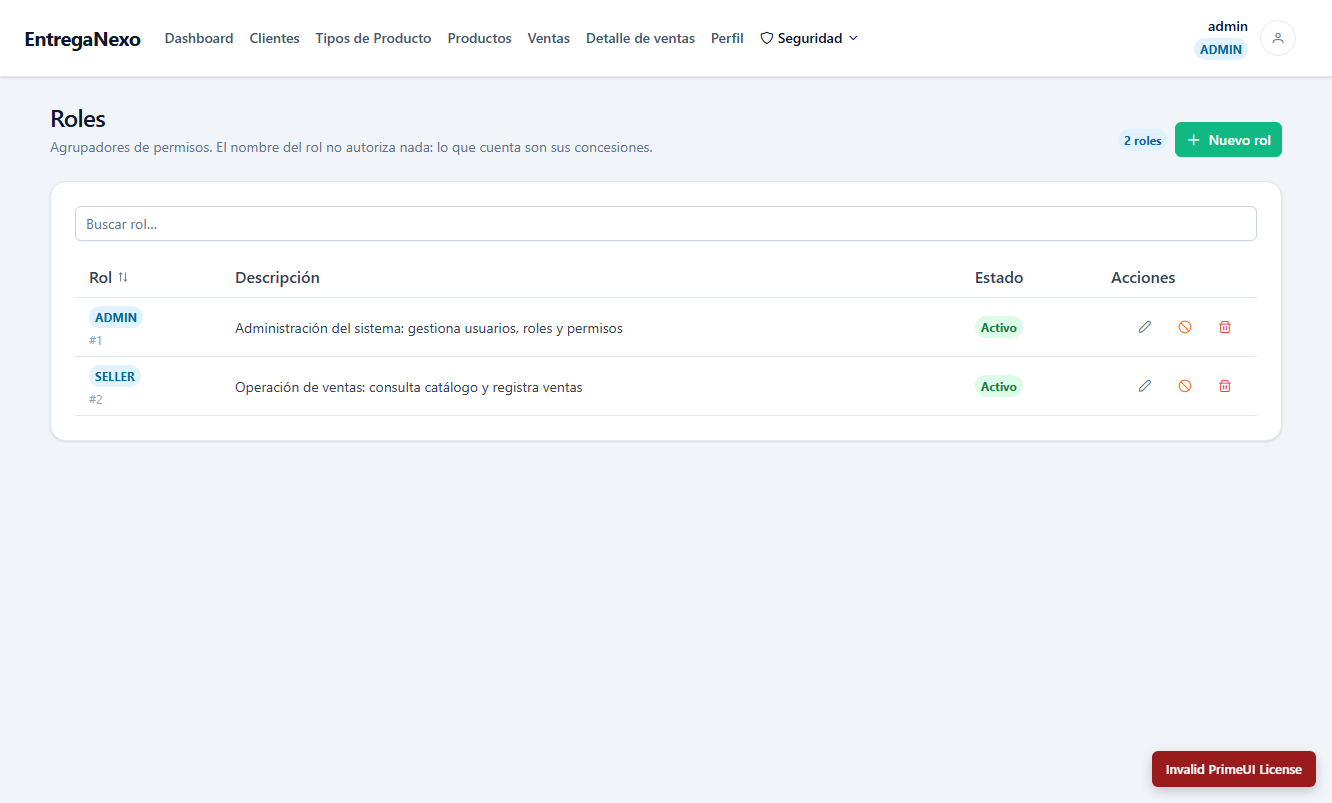 EntregaNexo Dashboard Clientes Tipos de Producto Productos Ventas Detalle de ventas Perfil Seguridad
admin
ADMIN
Roles
Agrupadores de permisos. El nombre del rol no autoriza nada: lo que cuenta son sus concesiones.
2 roles
Nuevo rol
Buscar rol...
Rol Descripción Estado Acciones
ADMIN
#1
Administración del sistema: gestiona usuarios, roles y permisos
Activo
SELLER
#2
Operación de ventas: consulta catálogo y registra ventas
Activo
Invalid PrimeUI License